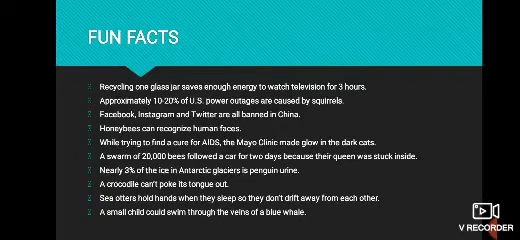 FUN FACTS
Recycling one glass jar saves enough energy to watch television for 3 hours.
Approximately 10-20% of U.S. power outages are caused by squirrels.
Facebook, Instagram and Twitter are all banned in China.
Honeybees can recognize human faces.
While trying to find a cure for AIDS, the Mayo Clinic made glow in the dark cats.
A swarm of 20,000 bees followed a car for two days because their queen was stuck inside.
Nearly 3% of the ice in Antarctic glaciers is penguin urine.
A crocodile can't poke its tongue out.
Sea otters hold hands when they sleep so they don't drift away from each other.
A small child could swim through the veins of a blue whale.
V RECORDER